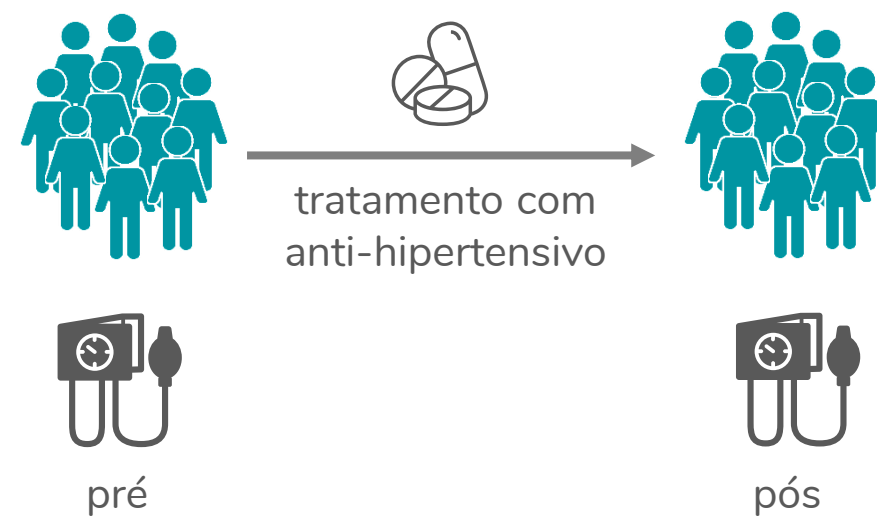 tratamento com
anti-hipertensivo
pré
pós